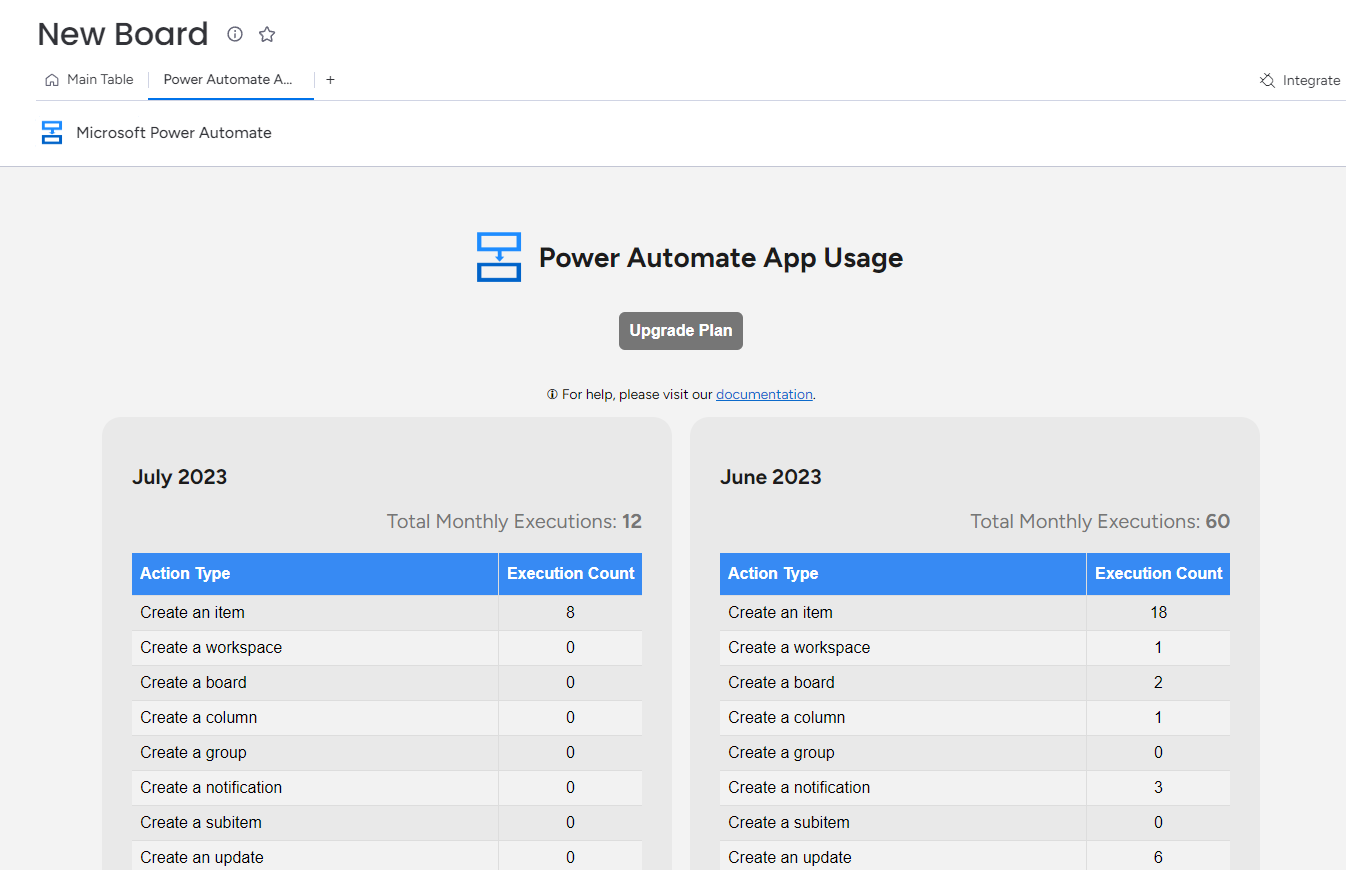 New Board
Main Table
Power Automate A...
+
Integrate
Microsoft Power Automate
Power Automate App Usage
Upgrade Plan
For help, please visit our documentation.
July 2023
Total Monthly Executions: 12
Action Type Execution Count
Create an item 8
Create a workspace 0
Create a board 0
Create a column 0
Create a group 0
Create a notification 0
Create a subitem 0
Create an update 0
June 2023
Total Monthly Executions: 60
Action Type Execution Count
Create an item 18
Create a workspace 1
Create a board 2
Create a column 1
Create a group 0
Create a notification 3
Create a subitem 0
Create an update 6